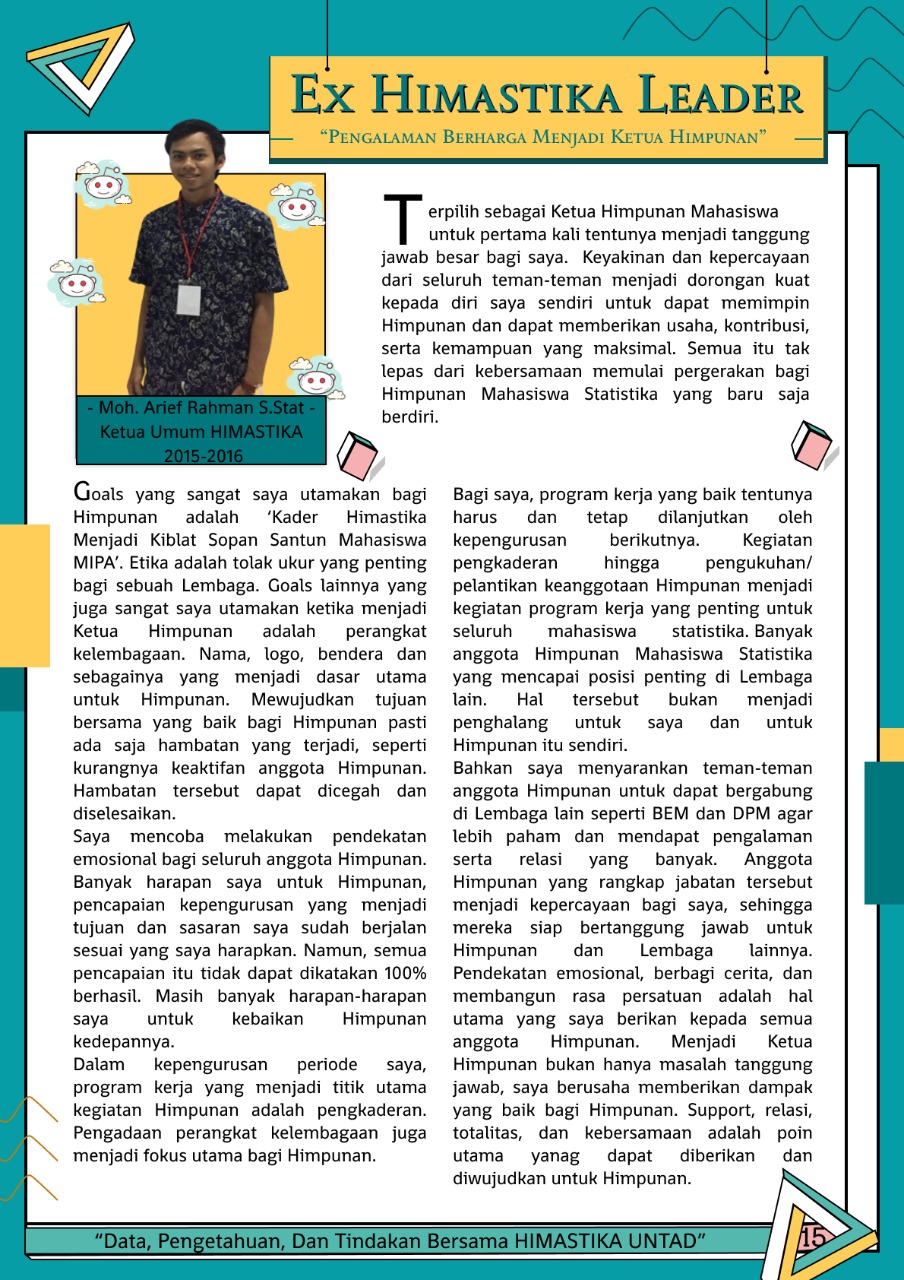 Ex Himastika Leader
“Pengalaman Berharga Menjadi Ketua Himpunan”
Terpilih sebagai Ketua Himpunan Mahasiswa
untuk pertama kali tentunya menjadi tanggung
jawab besar bagi saya. Keyakinan dan kepercayaan
dari seluruh teman-teman menjadi dorongan kuat
kepada diri saya sendiri untuk dapat memimpin
Himpunan dan dapat memberikan usaha, kontribusi,
serta kemampuan yang maksimal. Semua itu tak
lepas dari kebersamaan memulai pergerakan bagi
Himpunan Mahasiswa Statistika yang baru saja
berdiri.
- Moh. Arief Rahman S.Stat -
Ketua Umum HIMASTIKA
2015-2016
Goals yang sangat saya utamakan bagi
Himpunan adalah ‘Kader Himastika
Menjadi Kiblat Sopan Santun Mahasiswa
MIPA’. Etika adalah tolak ukur yang penting
bagi sebuah Lembaga. Goals lainnya yang
juga sangat saya utamakan ketika menjadi
Ketua Himpunan adalah perangkat
kelembagaan. Nama, logo, bendera dan
sebagainya yang menjadi dasar utama
untuk Himpunan. Mewujudkan tujuan
bersama yang baik bagi Himpunan pasti
ada saja hambatan yang terjadi, seperti
kurangnya keaktifan anggota Himpunan.
Hambatan tersebut dapat dicegah dan
diselesaikan.
Saya mencoba melakukan pendekatan
emosional bagi seluruh anggota Himpunan.
Banyak harapan saya untuk Himpunan,
pencapaian kepengurusan yang menjadi
tujuan dan sasaran saya sudah berjalan
sesuai yang saya harapkan. Namun, semua
pencapaian itu tidak dapat dikatakan 100%
berhasil. Masih banyak harapan-harapan
saya untuk kebaikan Himpunan
kedepannya.
Dalam kepengurusan periode saya,
program kerja yang menjadi titik utama
kegiatan Himpunan adalah pengkaderan.
Pengadaan perangkat kelembagaan juga
menjadi fokus utama bagi Himpunan.
Bagi saya, program kerja yang baik tentunya
harus dan tetap dilanjutkan oleh
kepengurusan berikutnya. Kegiatan
pengkaderan hingga pengukuhan/
pelantikan keanggotaan Himpunan menjadi
kegiatan program kerja yang penting untuk
seluruh mahasiswa statistika. Banyak
anggota Himpunan Mahasiswa Statistika
yang mencapai posisi penting di Lembaga
lain. Hal tersebut bukan menjadi
penghalang untuk saya dan untuk
Himpunan itu sendiri.
Bahkan saya menyarankan teman-teman
anggota Himpunan untuk dapat bergabung
di Lembaga lain seperti BEM dan DPM agar
lebih paham dan mendapat pengalaman
serta relasi yang banyak. Anggota
Himpunan yang rangkap jabatan tersebut
menjadi kepercayaan bagi saya, sehingga
mereka siap bertanggung jawab untuk
Himpunan dan Lembaga lainnya.
Pendekatan emosional, berbagi cerita, dan
membangun rasa persatuan adalah hal
utama yang saya berikan kepada semua
anggota Himpunan. Menjadi Ketua
Himpunan bukan hanya masalah tanggung
jawab, saya berusaha memberikan dampak
yang baik bagi Himpunan. Support, relasi,
totalitas, dan kebersamaan adalah poin
utama yanag dapat diberikan dan
diwujudkan untuk Himpunan.
“Data, Pengetahuan, Dan Tindakan Bersama HIMASTIKA UNTAD”
15